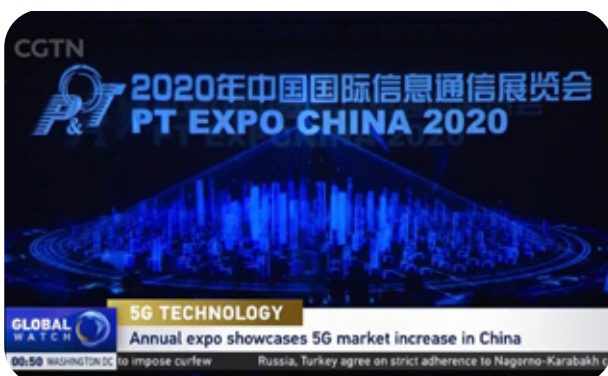 CGTN
P&T
2020年中国国际信息通信展览会
PT EXPO CHINA 2020
5G TECHNOLOGY
GLOBAL WATCH
Annual expo showcases 5G market increase in China
00:50 WASHINGTON DC to impose curfew Russia, Turkey agree on strict adherence to Nagorno-Karabakh